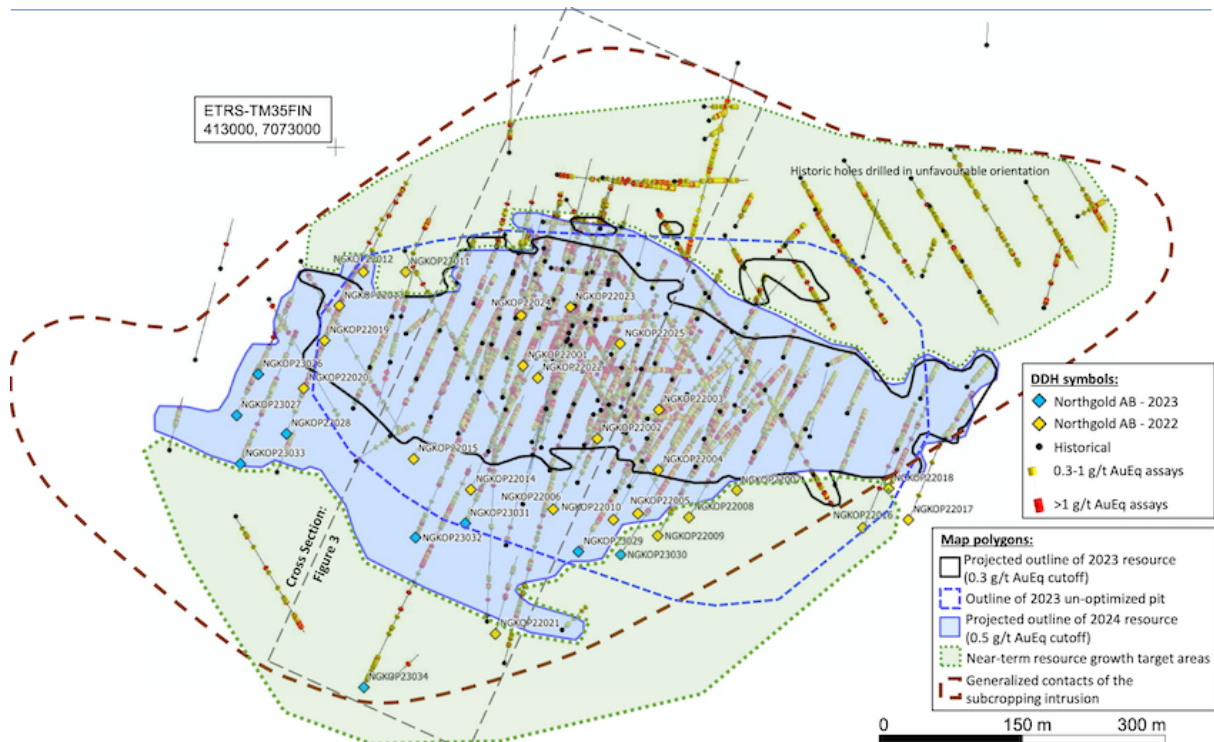 ETRS-TM35FIN
413000, 7073000
Historic holes drilled in unfavourable orientation
NGKOP22012
NGKOP22011
NGKOP22024
NGKOP22023
NGKOP22019
NGKOP22025
NGKOP22001
NGKOP22022
NGKOP22020
NGKOP23027
NGKOP23028
NGKOP22003
NGKOP22002
NGKOP22015
NGKOP23033
NGKOP22004
NGKOP22014
NGKOP22006
NGKOP22005
NGKOP22018
NGKOP23031
NGKOP22010
NGKOP22008
NGKOP22016
NGKOP22017
NGKOP23032
NGKOP22009
NGKOP23029
NGKOP23030
NGKOP22021
NGKOP23034
Cross Section:
Figure 3
DDH symbols:
Northgold AB - 2023
Northgold AB - 2022
Historical
0.3-1 g/t AuEq assays
>1 g/t AuEq assays
Map polygons:
Projected outline of 2023 resource
(0.3 g/t AuEq cutoff)
Outline of 2023 un-optimized pit
Projected outline of 2024 resource
(0.5 g/t AuEq cutoff)
Near-term resource growth target areas
Generalized contacts of the
subcropping intrusion
0 150 m 300 m